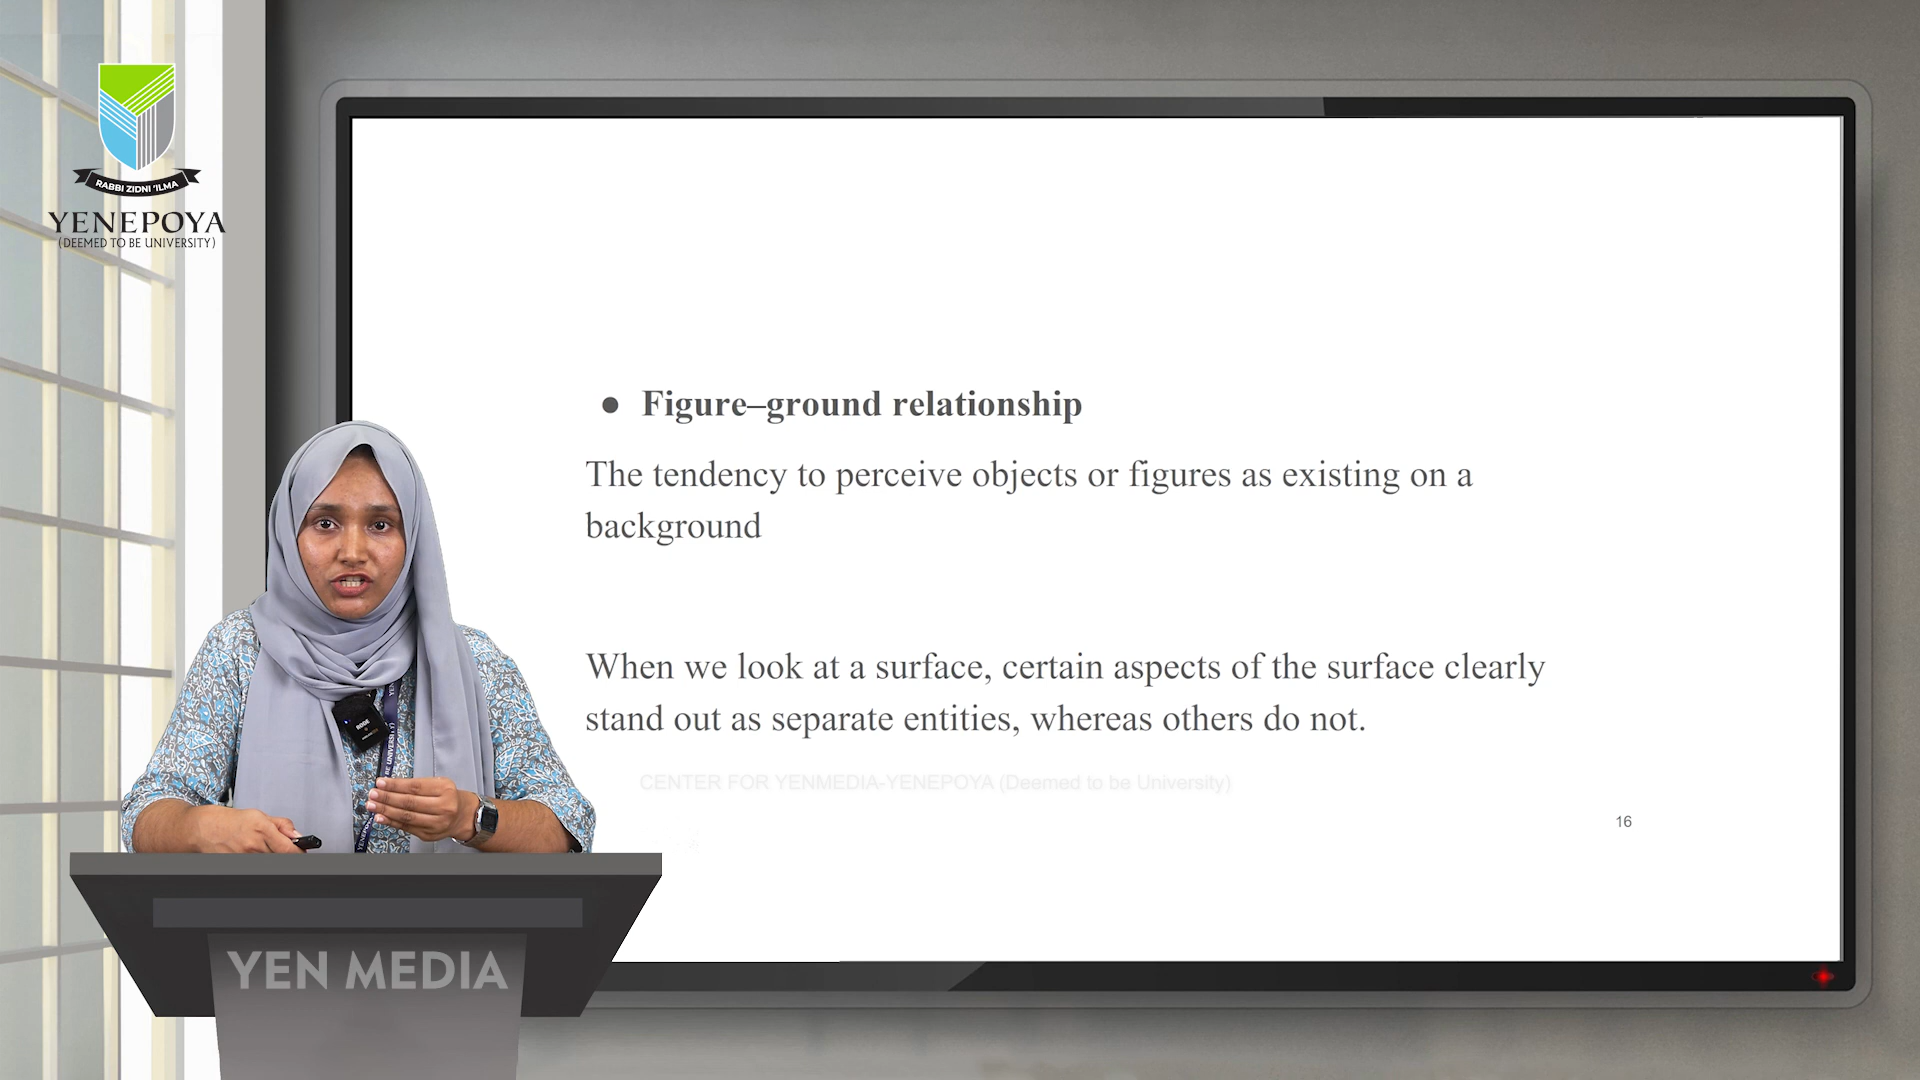 RABBI ZIDNI 'ILMA
YENEPOYA
(DEEMED TO BE UNIVERSITY)
● Figure–ground relationship
The tendency to perceive objects or figures as existing on a
background
When we look at a surface, certain aspects of the surface clearly
stand out as separate entities, whereas others do not.
CENTER FOR YENMEDIA-YENEPOYA (Deemed to be University)
16
RODE
YEN MEDIA